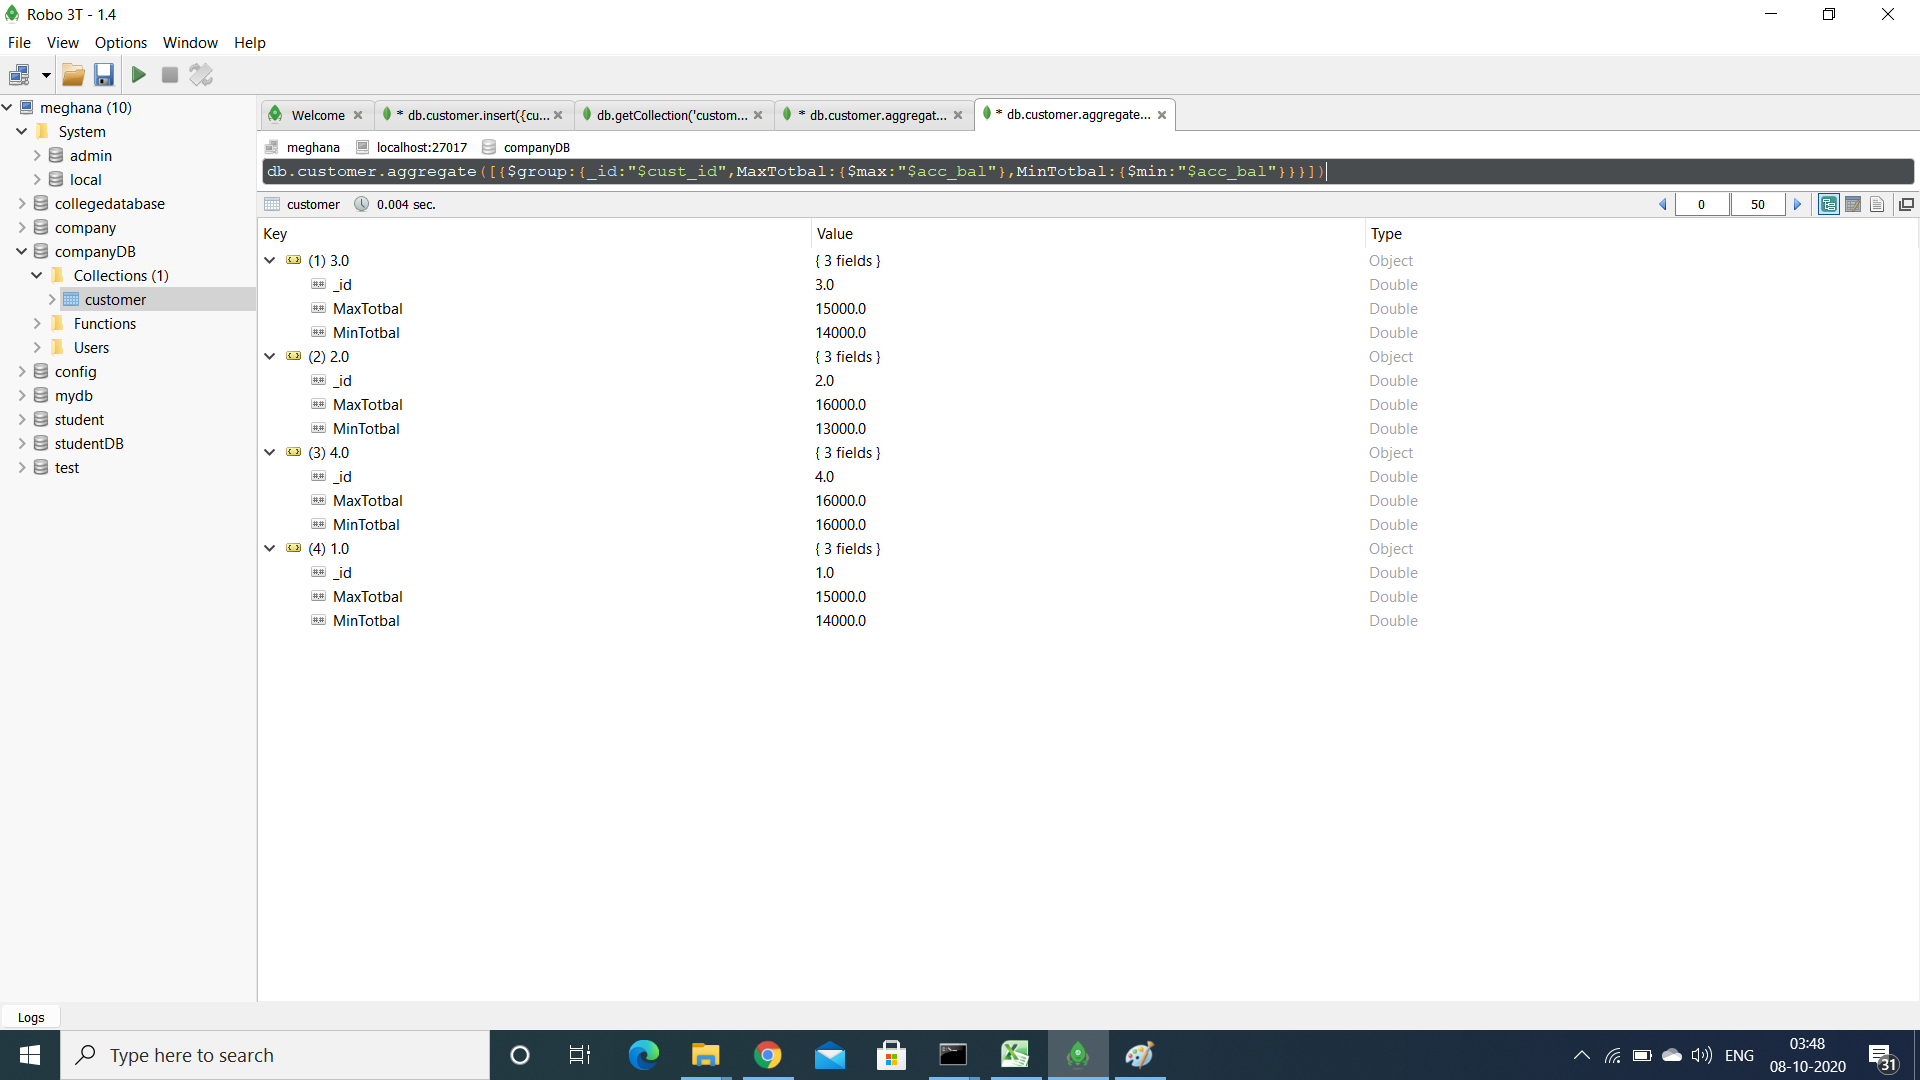 Robo 3T - 1.4
File View Options Window Help
meghana (10)
System
admin
local
collegedatabase
company
companyDB
Collections (1)
customer
Functions
Users
config
mydb
student
studentDB
test
Welcome * db.customer.insert({cu... db.getCollection('custom... * db.customer.aggregat... * db.customer.aggregate...
meghana localhost:27017 companyDB
db.customer.aggregate([{$group:{_id:"$cust_id",MaxTotbal:{$max:"$acc_bal"},MinTotbal:{$min:"$acc_bal"}}}])
customer 0.004 sec. 0 50
Key Value Type
(1) 3.0 { 3 fields } Object
_id 3.0 Double
MaxTotbal 15000.0 Double
MinTotbal 14000.0 Double
(2) 2.0 { 3 fields } Object
_id 2.0 Double
MaxTotbal 16000.0 Double
MinTotbal 13000.0 Double
(3) 4.0 { 3 fields } Object
_id 4.0 Double
MaxTotbal 16000.0 Double
MinTotbal 16000.0 Double
(4) 1.0 { 3 fields } Object
_id 1.0 Double
MaxTotbal 15000.0 Double
MinTotbal 14000.0 Double
Logs
Type here to search
ENG
03:48
08-10-2020
31